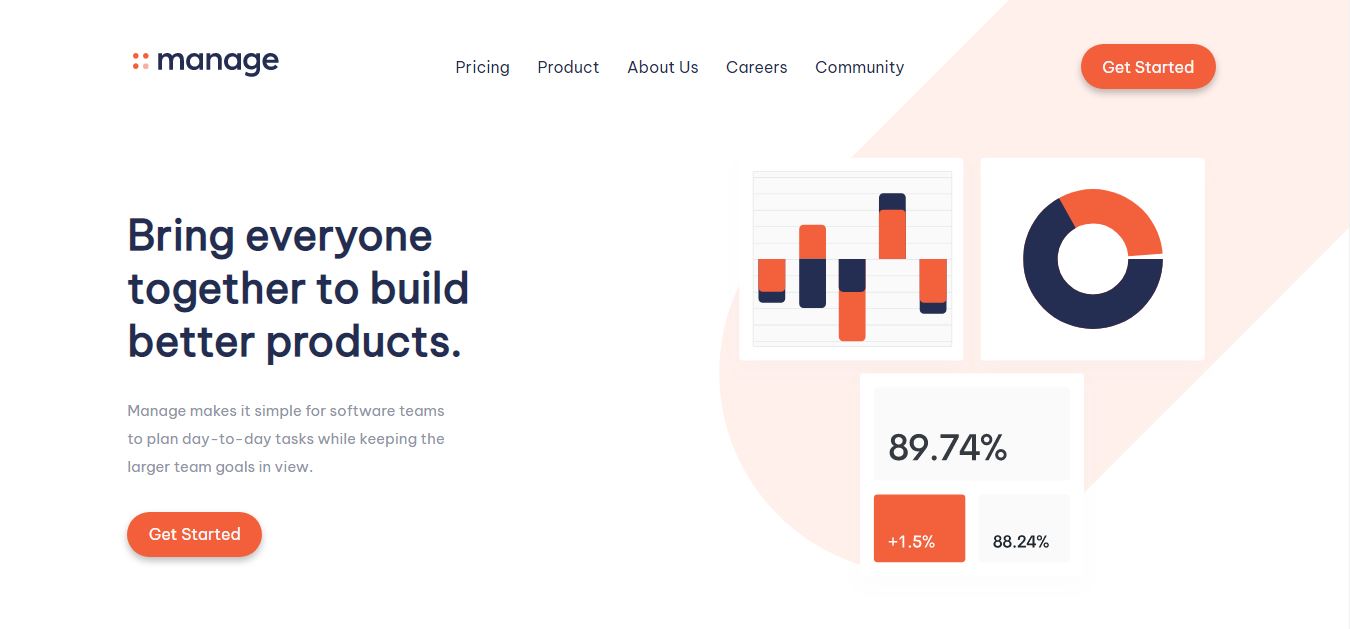 manage
Pricing Product About Us Careers Community
Get Started
Bring everyone
together to build
better products.
Manage makes it simple for software teams
to plan day-to-day tasks while keeping the
larger team goals in view.
Get Started
89.74%
+1.5% 88.24%